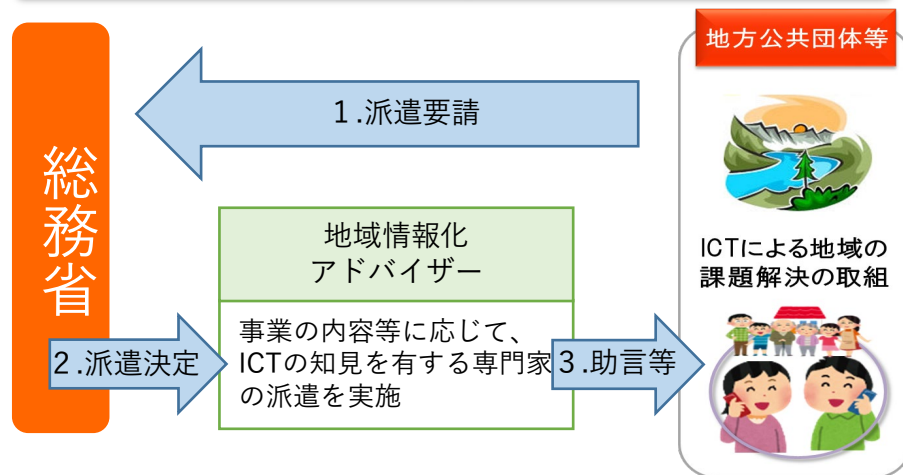 地方公共団体等
1.派遣要請
総務省
地域情報化
アドバイザー
ICTによる地域の
課題解決の取組
事業の内容等に応じて、
ICTの知見を有する専門家
の派遣を実施
2.派遣決定
3.助言等